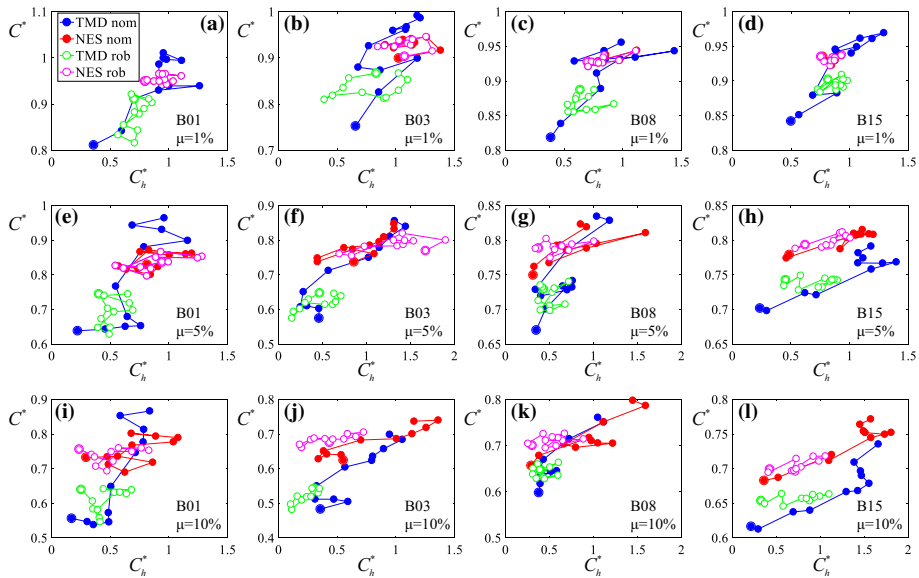 1.1
C*
(a)
TMD nom
NES nom
TMD rob
NES rob
1
0.9
0.8
B01
μ=1%
0 0.5 1 1.5
C*h
1
C*
(b)
0.9
0.8
0.7
B03
μ=1%
0 0.5 1 1.5
C*h
1
C*
(c)
0.95
0.9
0.85
0.8
B08
μ=1%
0 0.5 1 1.5
C*h
1
C*
(d)
0.95
0.9
0.85
0.8
B15
μ=1%
0 0.5 1 1.5
C*h
1
C*
(e)
0.9
0.8
0.7
0.6
B01
μ=5%
0 0.5 1 1.5
C*h
0.9
C*
(f)
0.8
0.7
0.6
0.5
B03
μ=5%
0 0.5 1 1.5 2
C*h
0.85
C*
(g)
0.8
0.75
0.7
0.65
B08
μ=5%
0 0.5 1 1.5 2
C*h
0.85
C*
(h)
0.8
0.75
0.7
0.65
B15
μ=5%
0 0.5 1 1.5
C*h
0.9
C*
(i)
0.8
0.7
0.6
0.5
B01
μ=10%
0 0.5 1 1.5
C*h
0.8
C*
(j)
0.7
0.6
0.5
0.4
B03
μ=10%
0 0.5 1 1.5
C*h
0.8
C*
(k)
0.7
0.6
0.5
B08
μ=10%
0 0.5 1 1.5 2
C*h
0.8
C*
(l)
0.75
0.7
0.65
0.6
B15
μ=10%
0 0.5 1 1.5 2
C*h